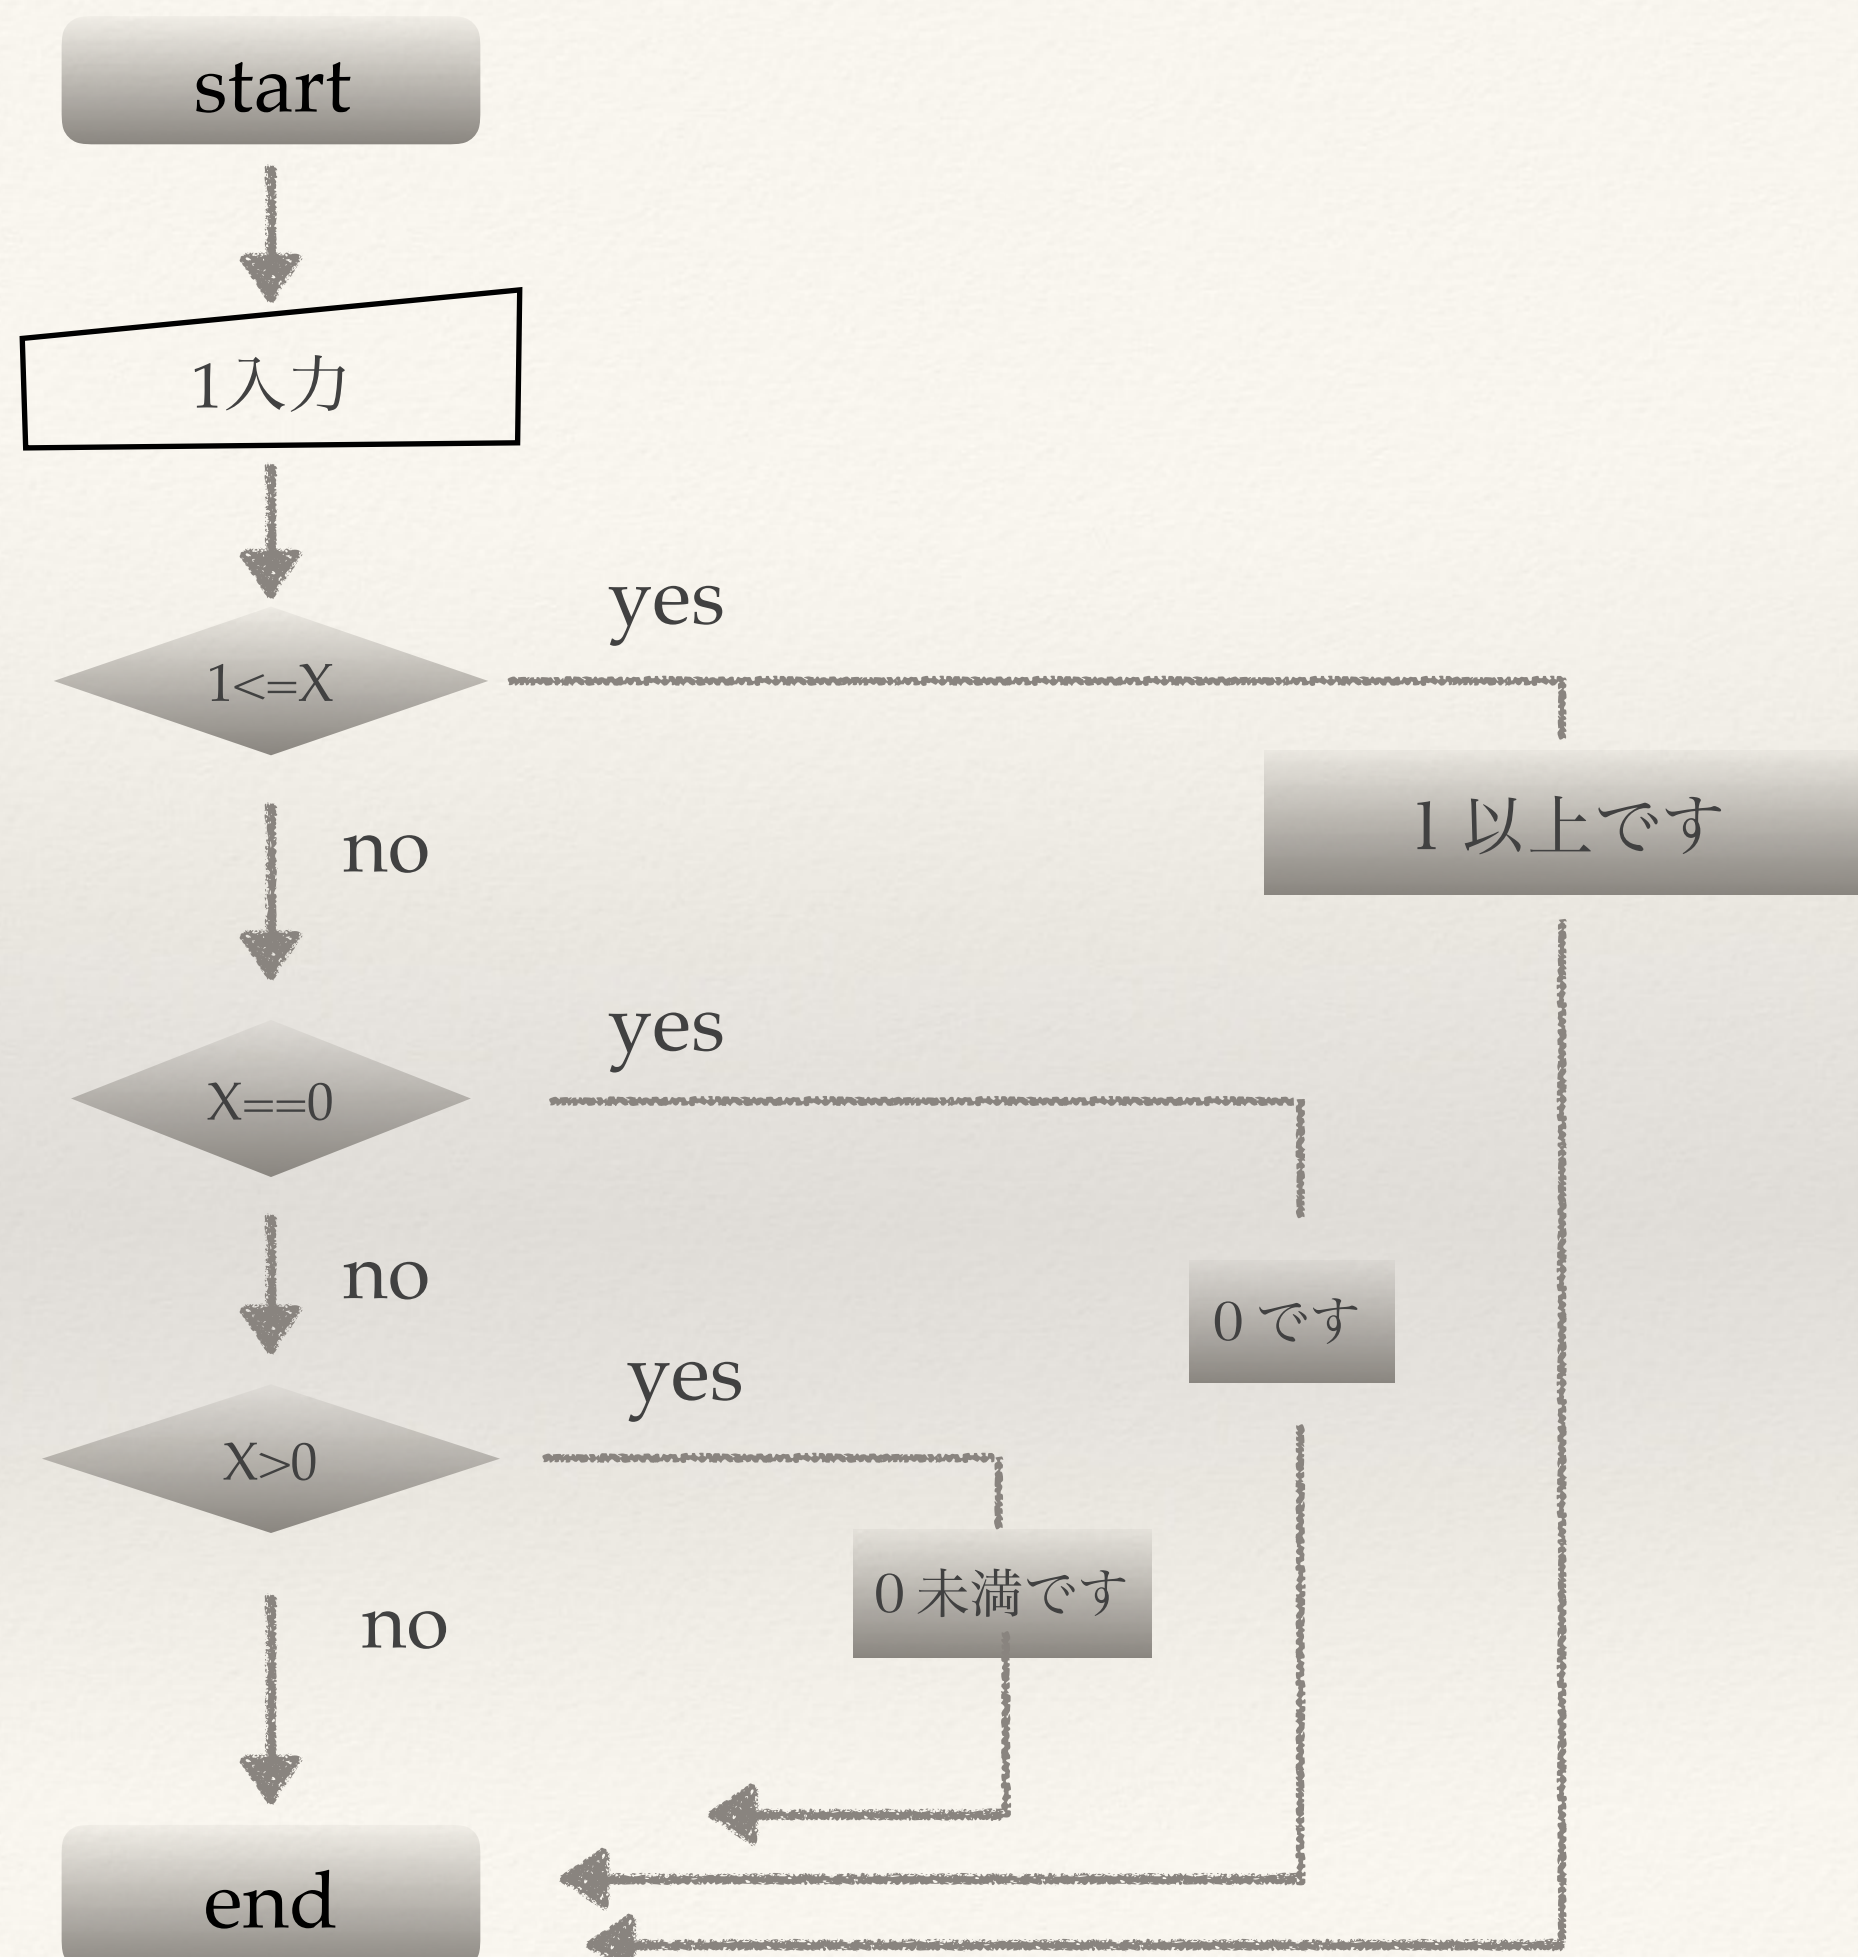 start
1入力
yes
1<=X
1 以上です
no
yes
X==0
no
0 です
yes
X>0
0 未満です
no
end